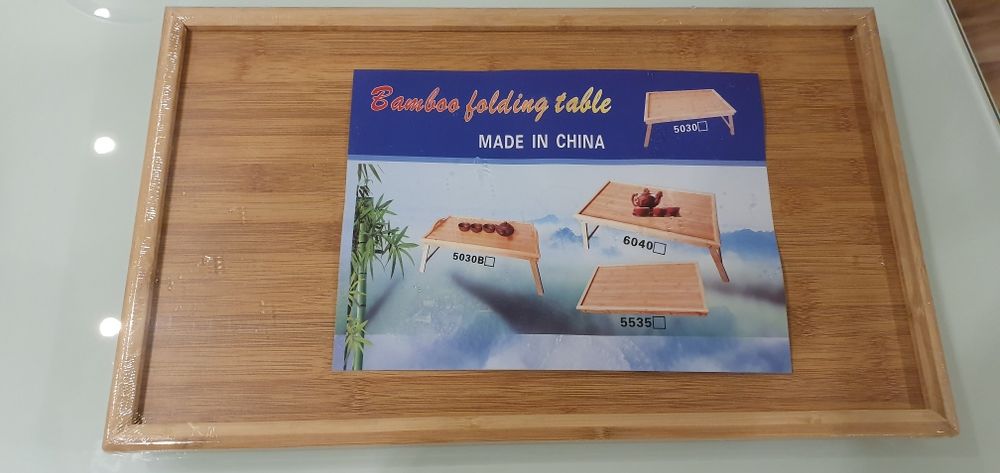 Bamboo folding table
MADE IN CHINA
5030□
5030B□
6040□
5535□